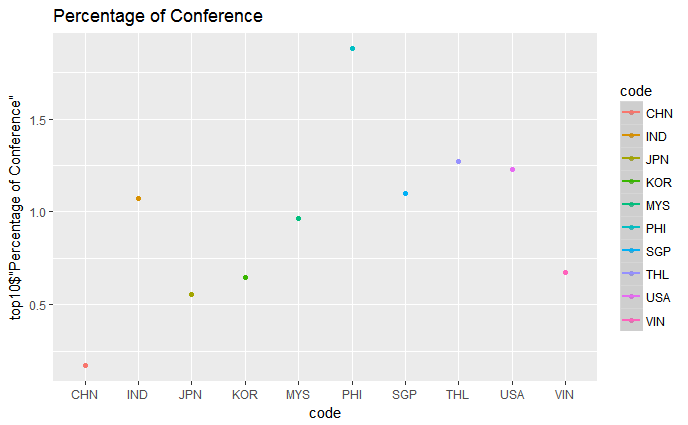 Percentage of Conference
top10$"Percentage of Conference"
1.5
1.0
0.5
CHN IND JPN KOR MYS PHI SGP THL USA VIN
code
code
CHN
IND
JPN
KOR
MYS
PHI
SGP
THL
USA
VIN